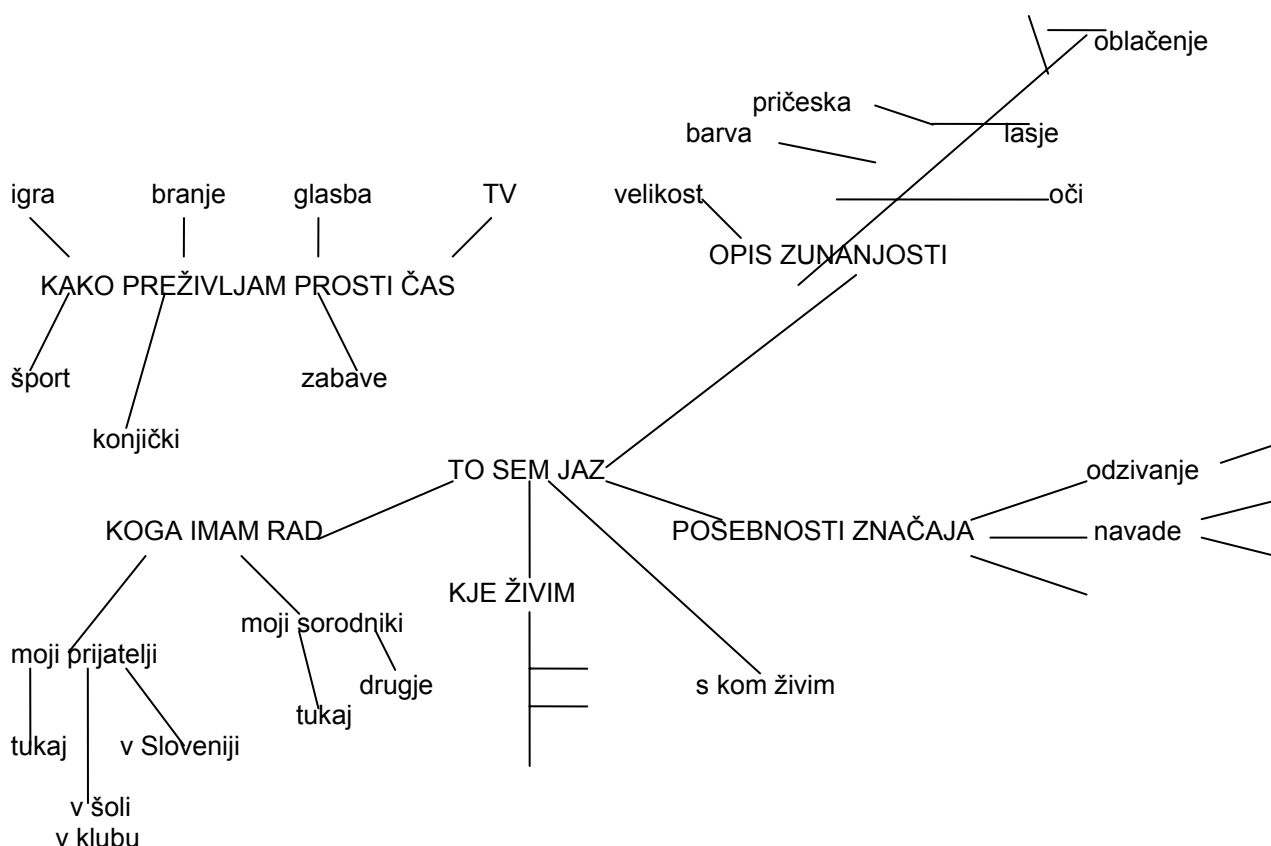 oblačenje
pričeska
barva
lasje
igra
branje
glasba
TV
velikost
oči
OPIS ZUNANJOSTI
KAKO PREŽIVLJAM PROSTI ČAS
šport
zabave
konjički
TO SEM JAZ
odzivanje
KOGA IMAM RAD
POSEBNOSTI ZNAČAJA
navade
KJE ŽIVIM
moji sorodniki
moji prijatelji
drugje
s kom živim
tukaj
tukaj
v Sloveniji
v šoli
v klubu